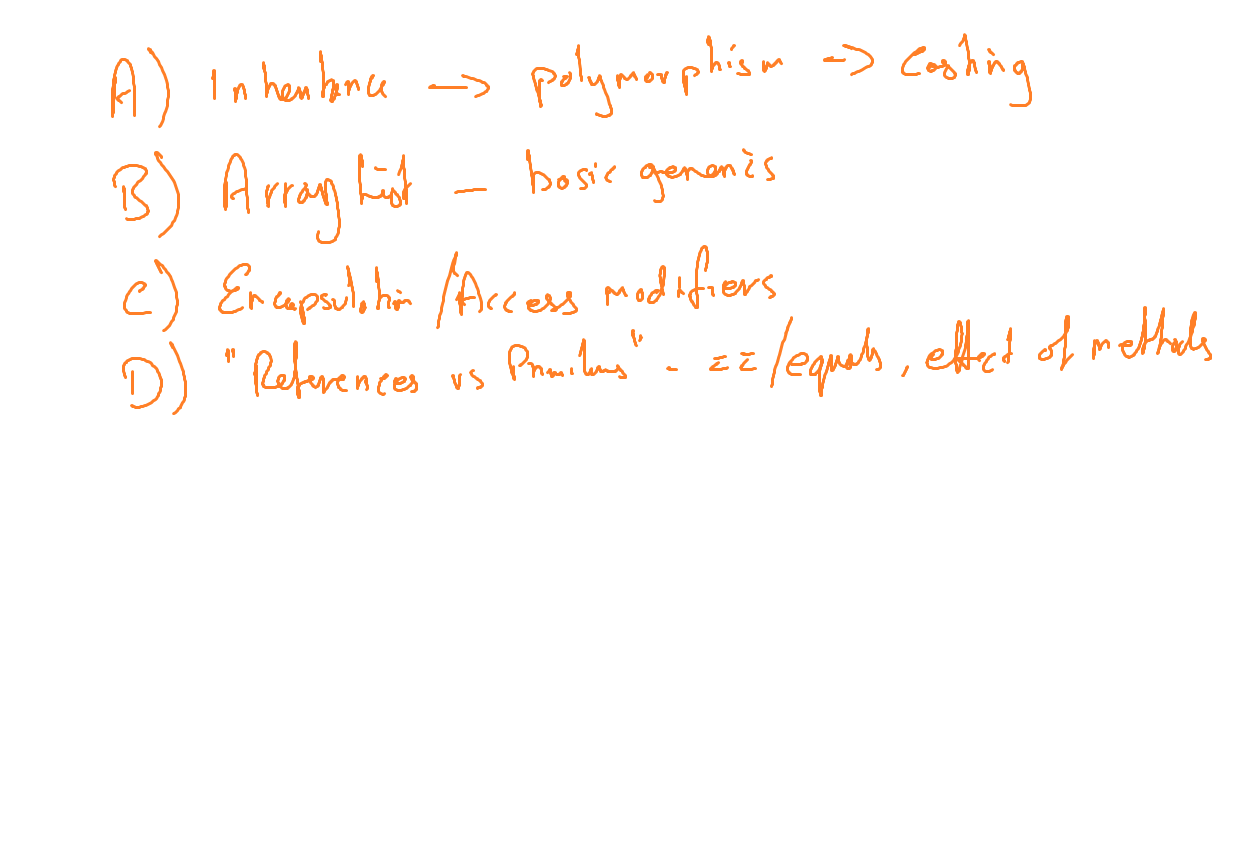 A) Inheritance -> polymorphism -> Casting
B) ArrayList - basic generics
C) Encapsulation/Access modifiers
D) "References vs Primitives" - ==/equals, effect of methods